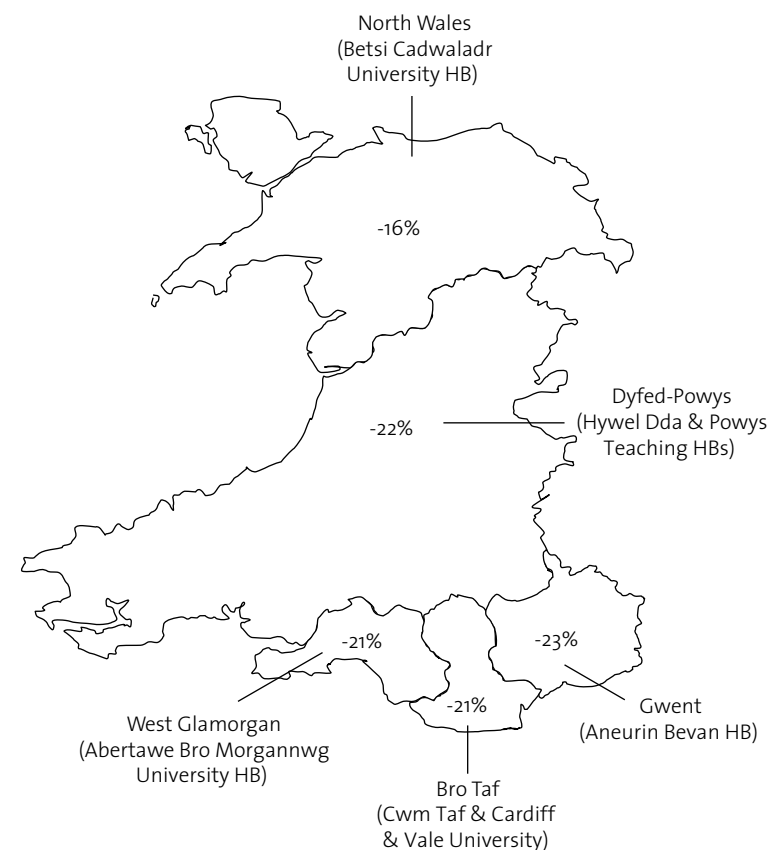 North Wales
(Betsi Cadwaladr
University HB)
-16%
-22%
Dyfed-Powys
(Hywel Dda & Powys
Teaching HBs)
-21%
-23%
-21%
West Glamorgan
(Abertawe Bro Morgannwg
University HB)
Gwent
(Aneurin Bevan HB)
Bro Taf
(Cwm Taf & Cardiff
& Vale University)